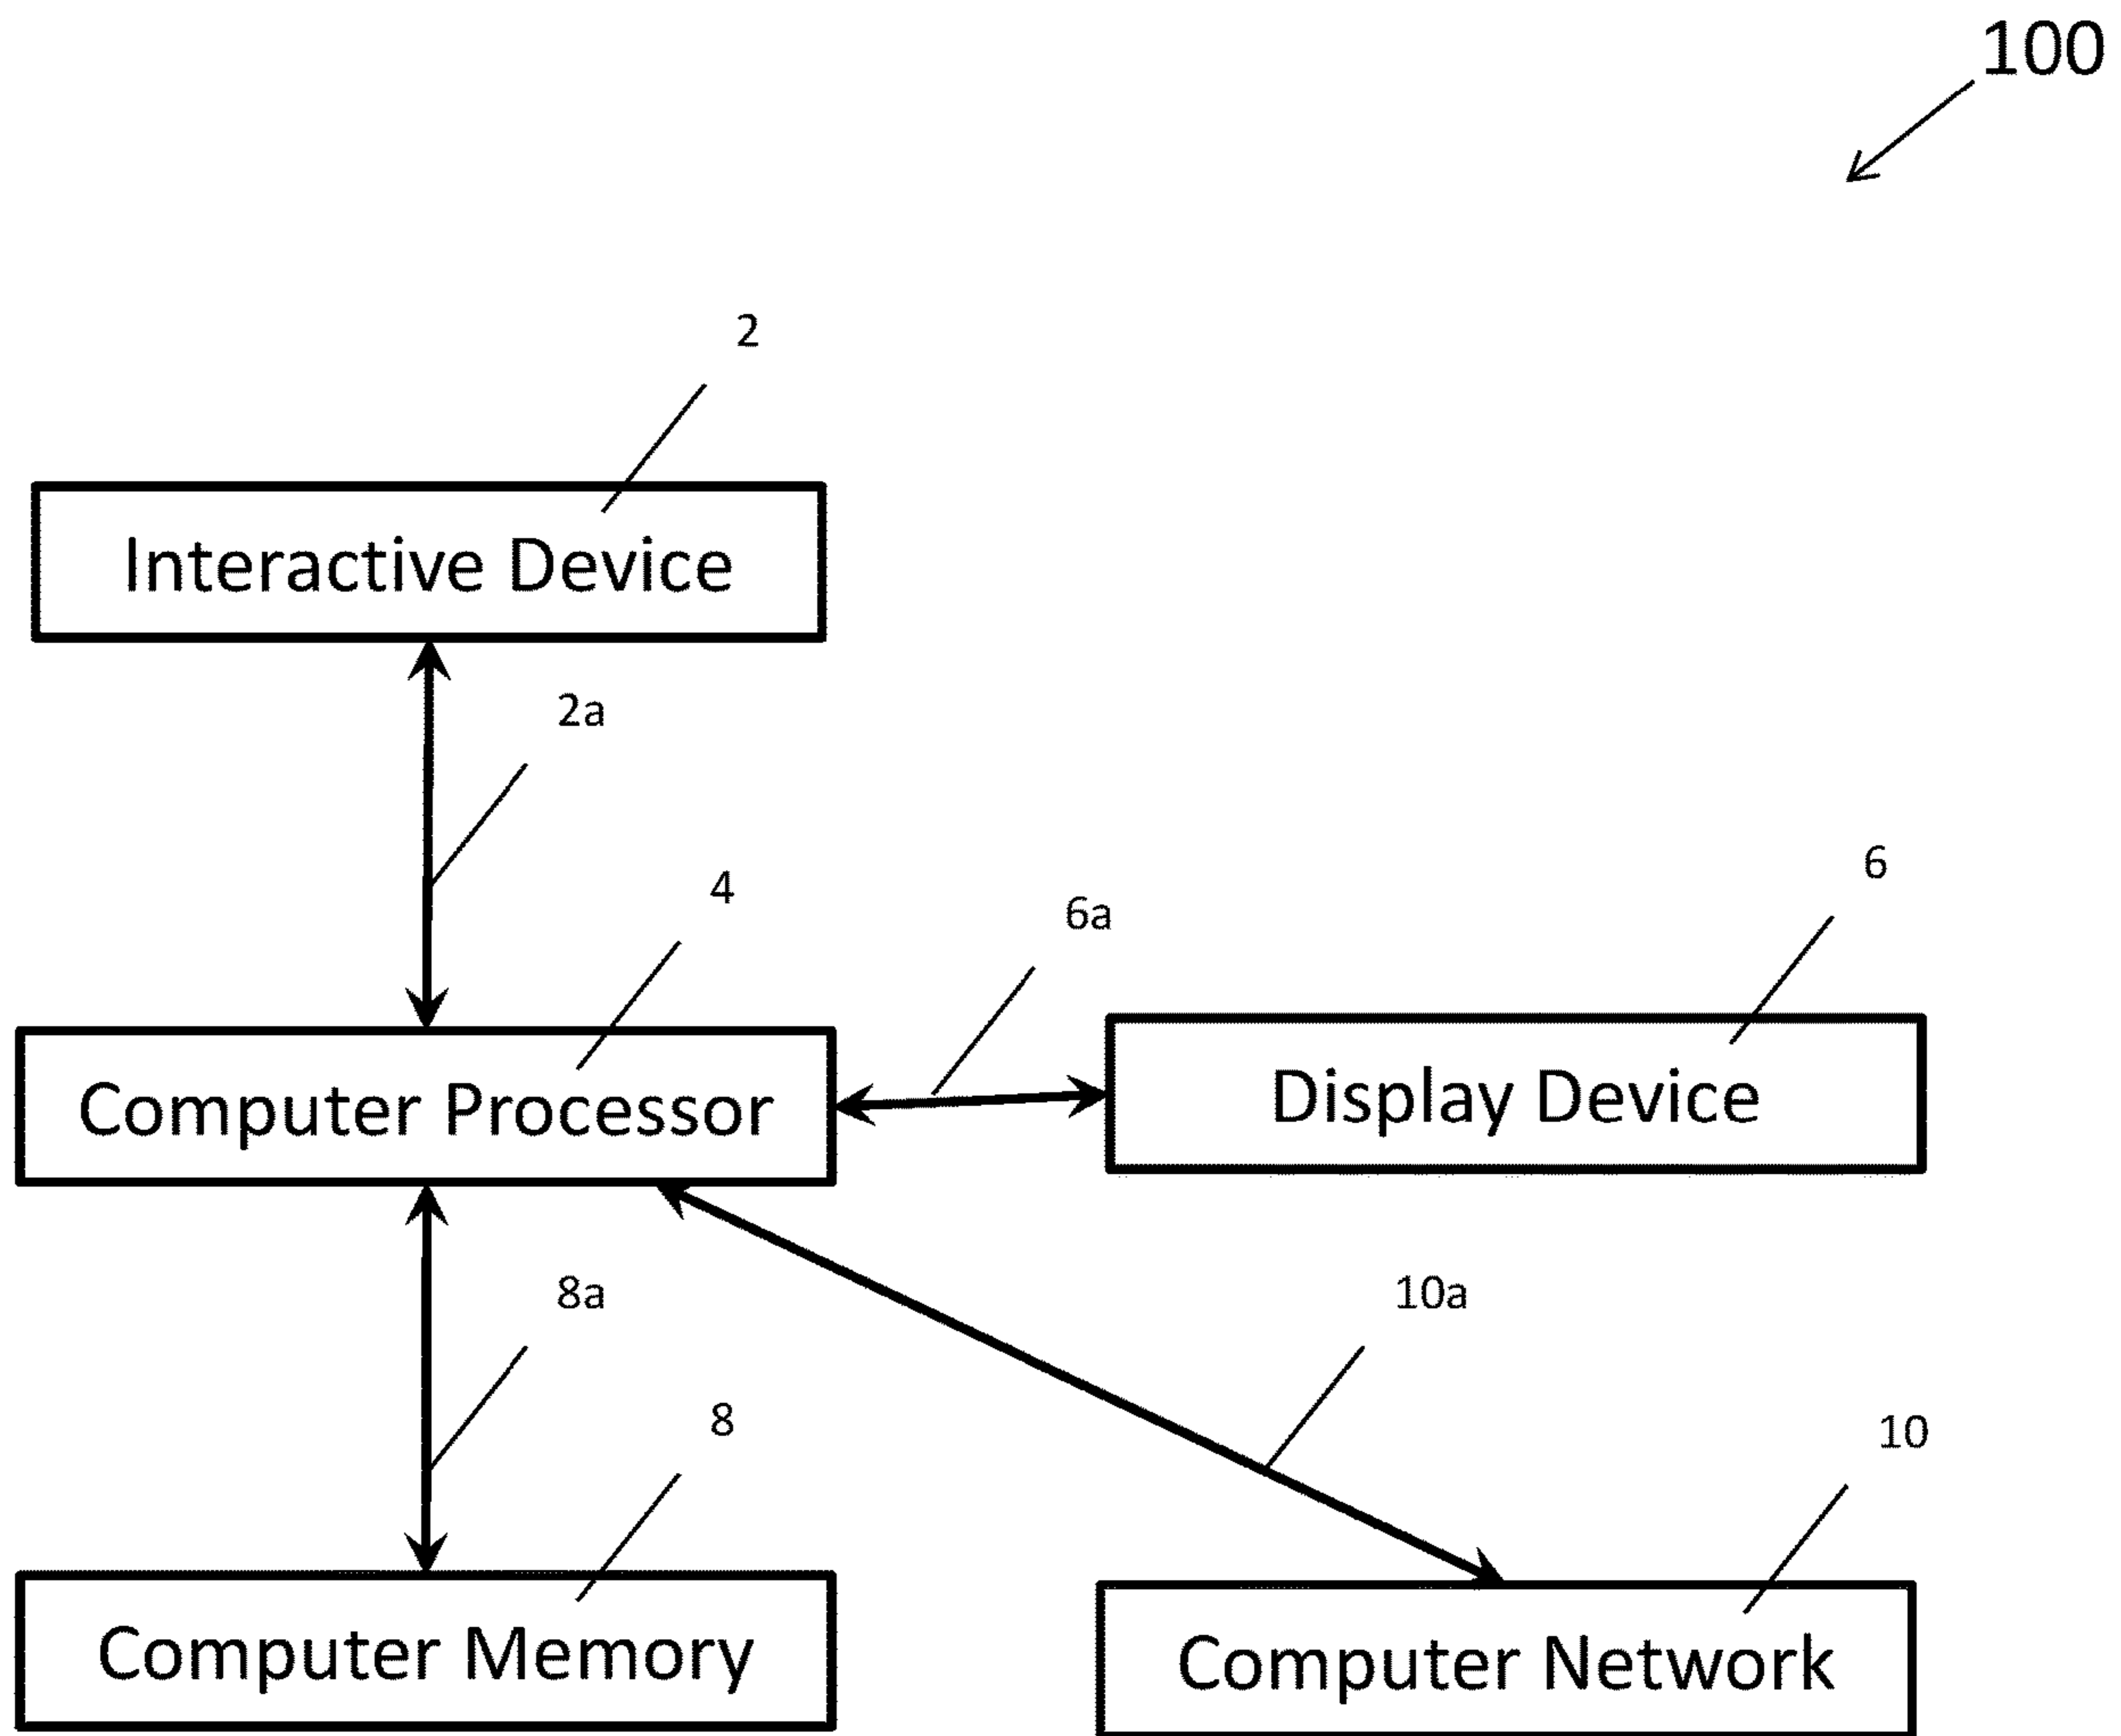 100
2
Interactive Device
2a
4
6a
6
Computer Processor
Display Device
8a
10a
8
10
Computer Memory
Computer Network